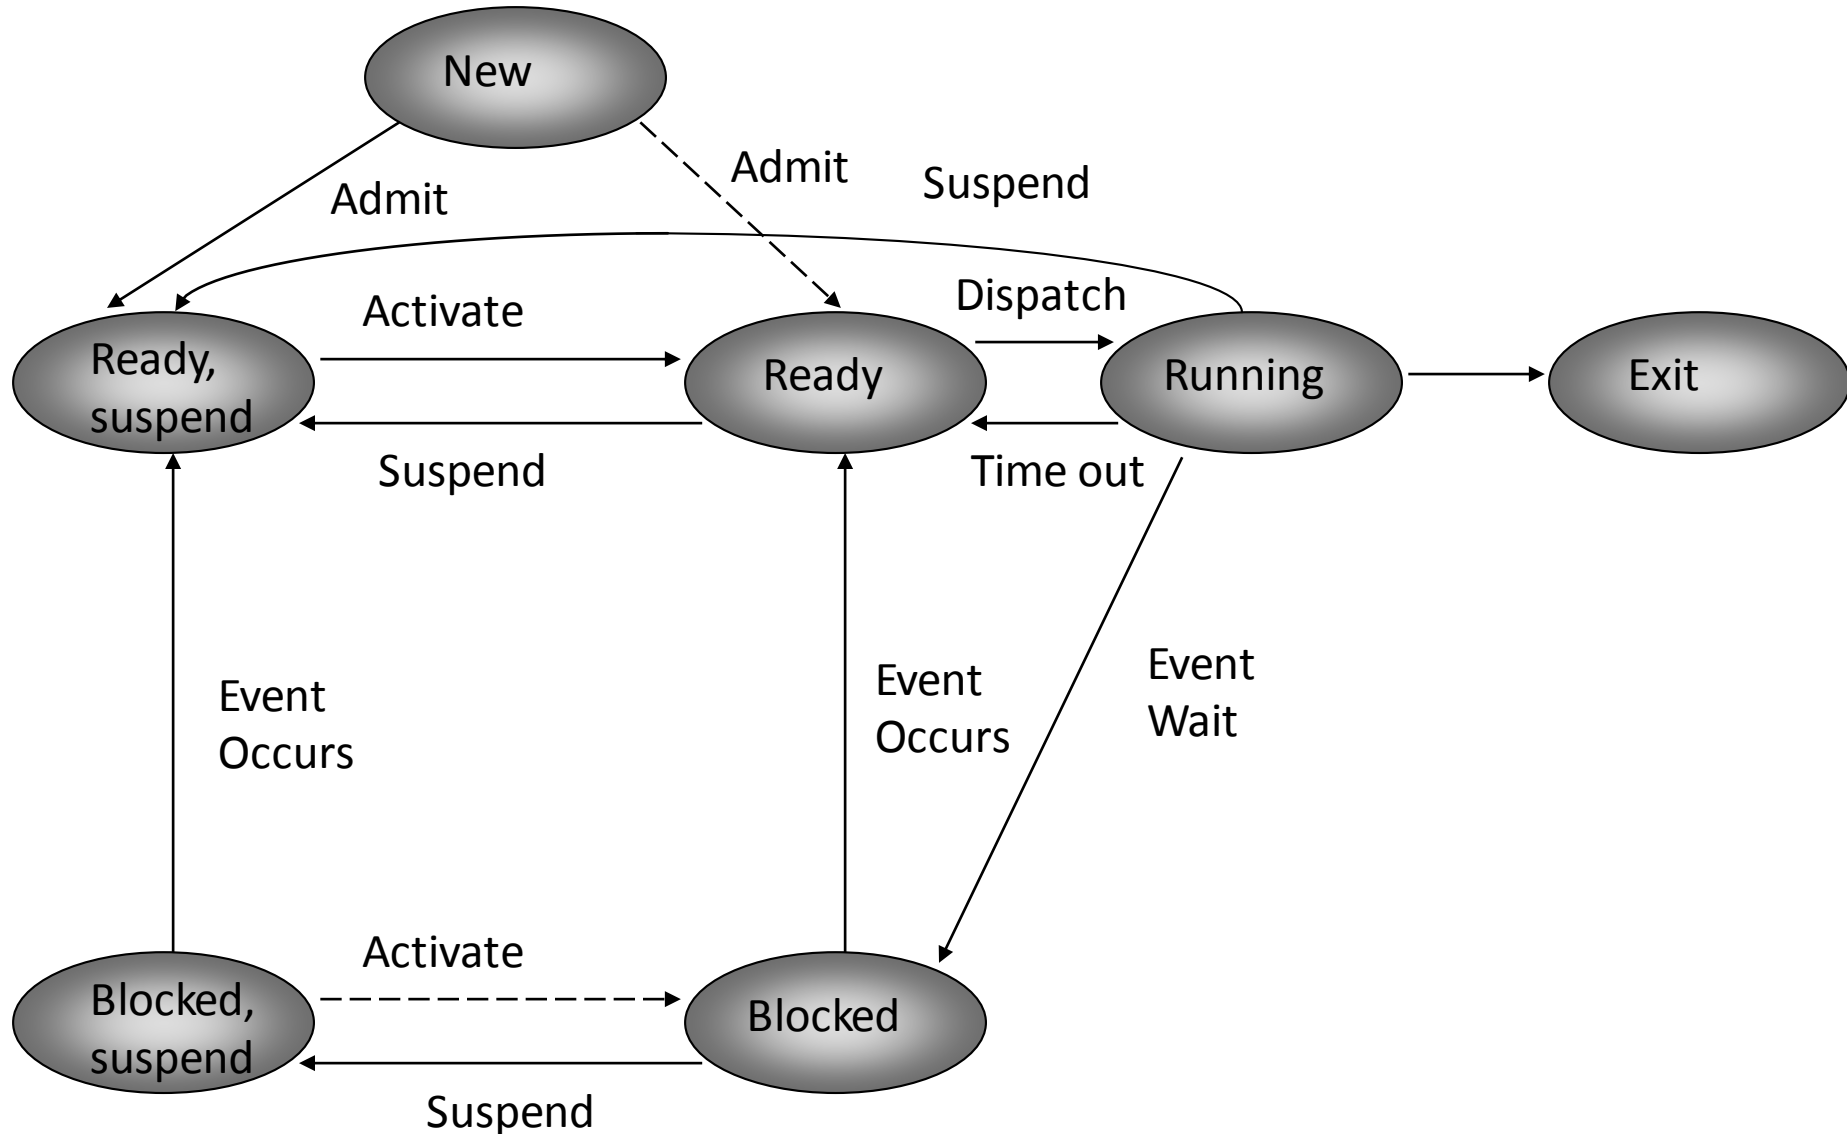 New
Admit
Admit
Suspend
Activate
Dispatch
Ready,
suspend
Ready
Running
Exit
Suspend
Time out
Event
Occurs
Event
Occurs
Event
Wait
Activate
Blocked,
suspend
Blocked
Suspend